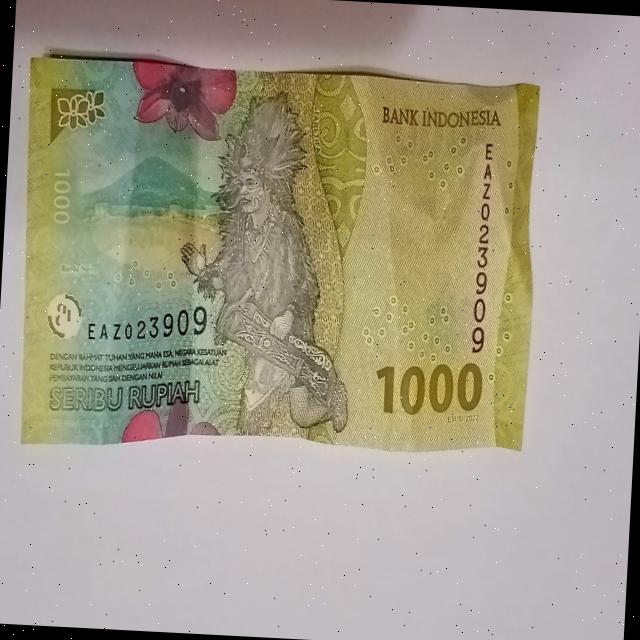 BANK INDONESIA
EAZ023909
1000
EAZ023909
DENGAN RAHMAT TUHAN YANG MAHA ESA, NEGARA KESATUAN
REPUBLIK INDONESIA MENGELUARKAN RUPIAH SEBAGAI ALAT
PEMBAYARAN YANG SAH DENGAN NILAI
SERIBU RUPIAH
1000
EMISI 2022